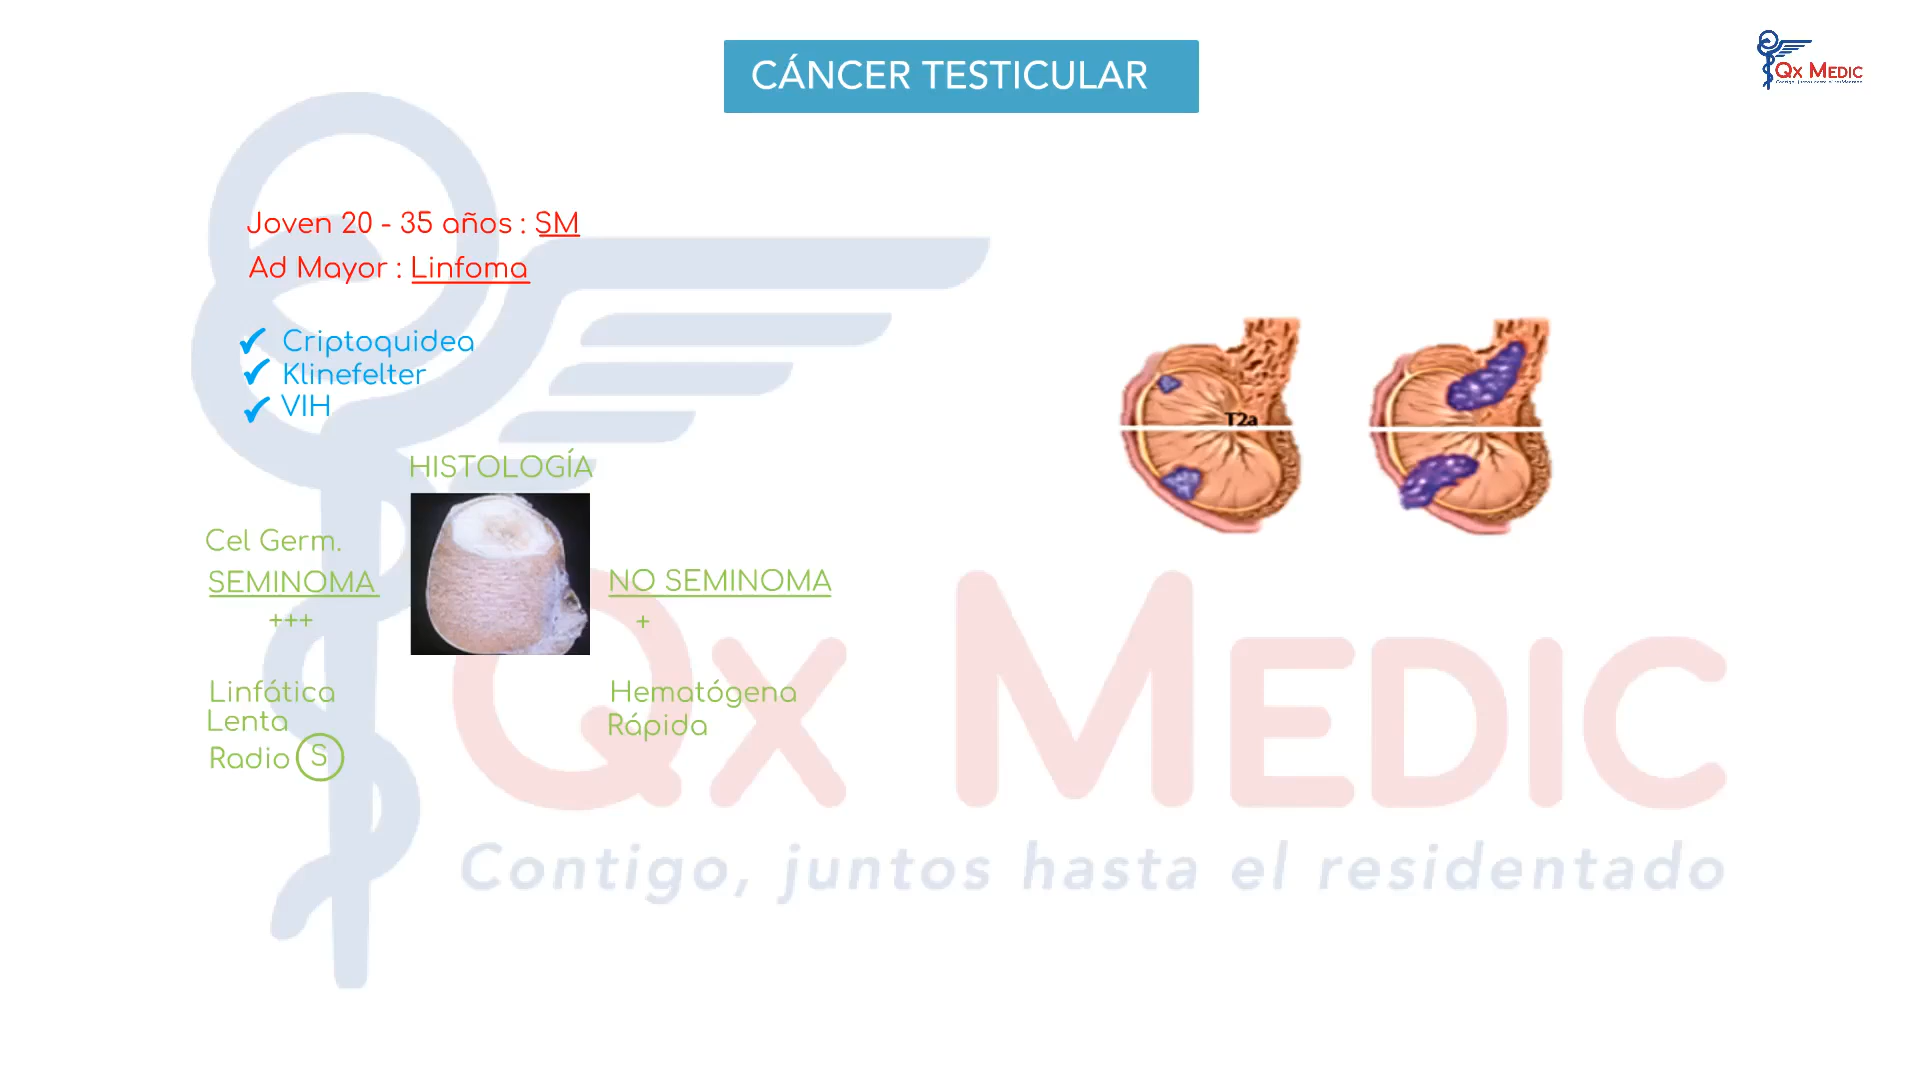 CÁNCER TESTICULAR
QX MEDIC
Joven 20 - 35 años : SM
Ad Mayor : Linfoma
✔ Criptoquidea
✔ Klinefelter
✔ VIH
HISTOLOGÍA
Cel Germ.
SEMINOMA
+++
Linfática
Lenta
Radio S
NO SEMINOMA
+
Hematógena
Rápida
T2a
QX MEDIC
Contigo, juntos hasta el residentado